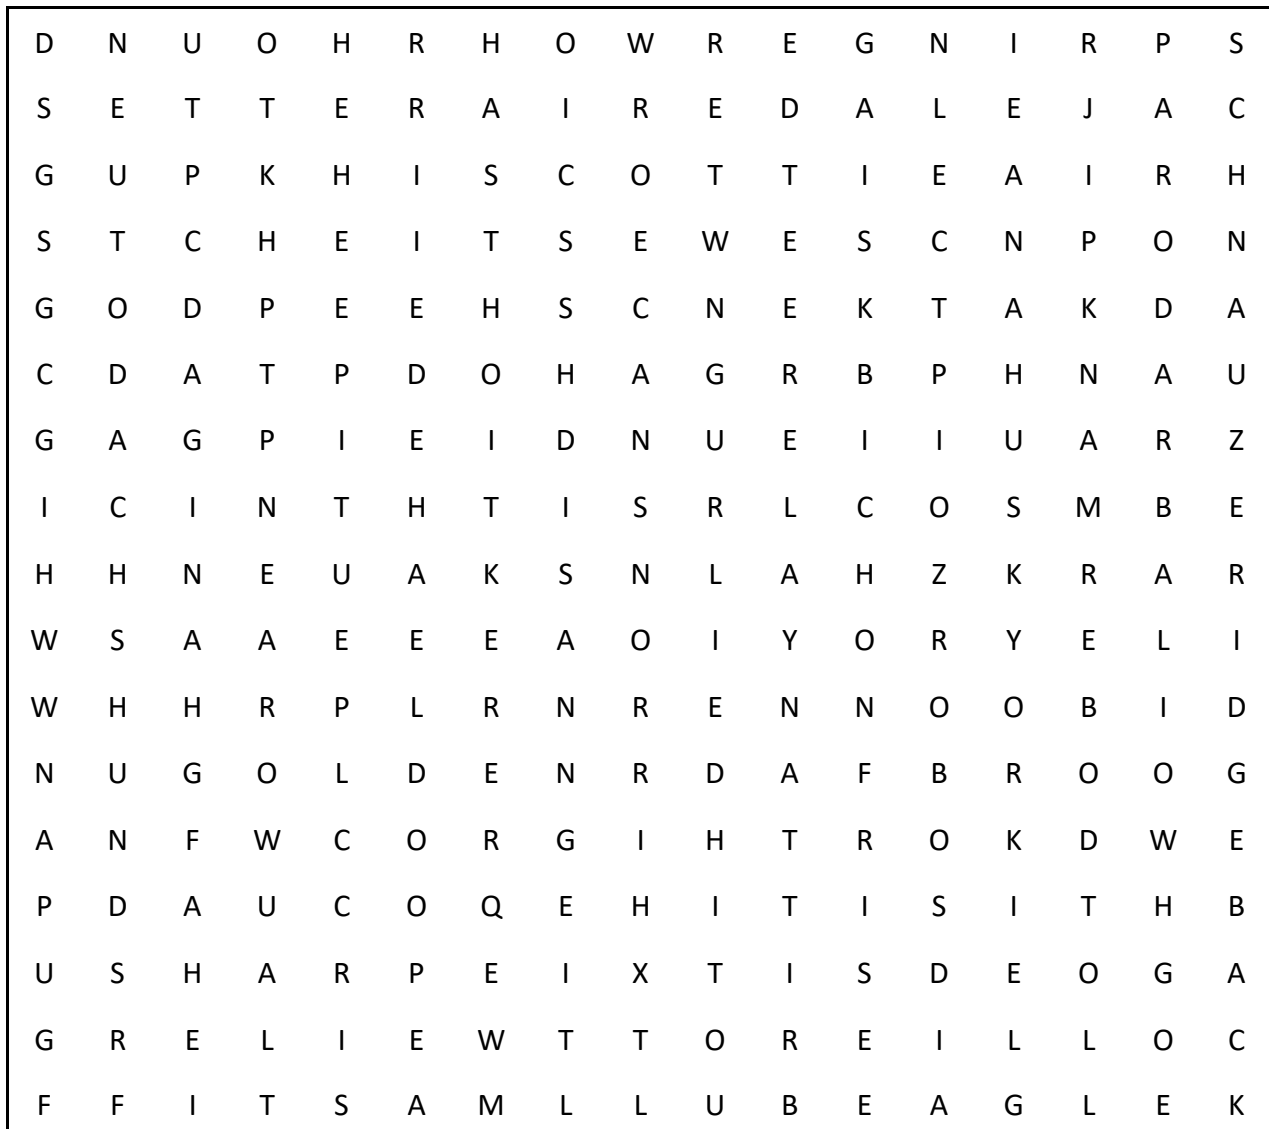 D N U O H R H O W R E G N I R P S
S E T T E R A I R E D A L E J A C
G U P K H I S C O T T I E A I R H
S T C H E I T S E W E S C N P O N
G O D P E E H S C N E K T A K D A
C D A T P D O H A G R B P H N A U
G A G P I E I D N U E I I U A R Z
I C I N T H T I S R L C O S M B E
H H N E U A K S N L A H Z K R A R
W S A A E E E A O I Y O R Y E L I
W H H R P L R N R E N N O O B I D
N U G O L D E N R D A F B R O O G
A N F W C O R G I H T R O K D W E
P D A U C O Q E H I T I S I T H B
U S H A R P E I X T I S D E O G A
G R E L I E W T T O R E I L L O C
F F I T S A M L L U B E A G L E K